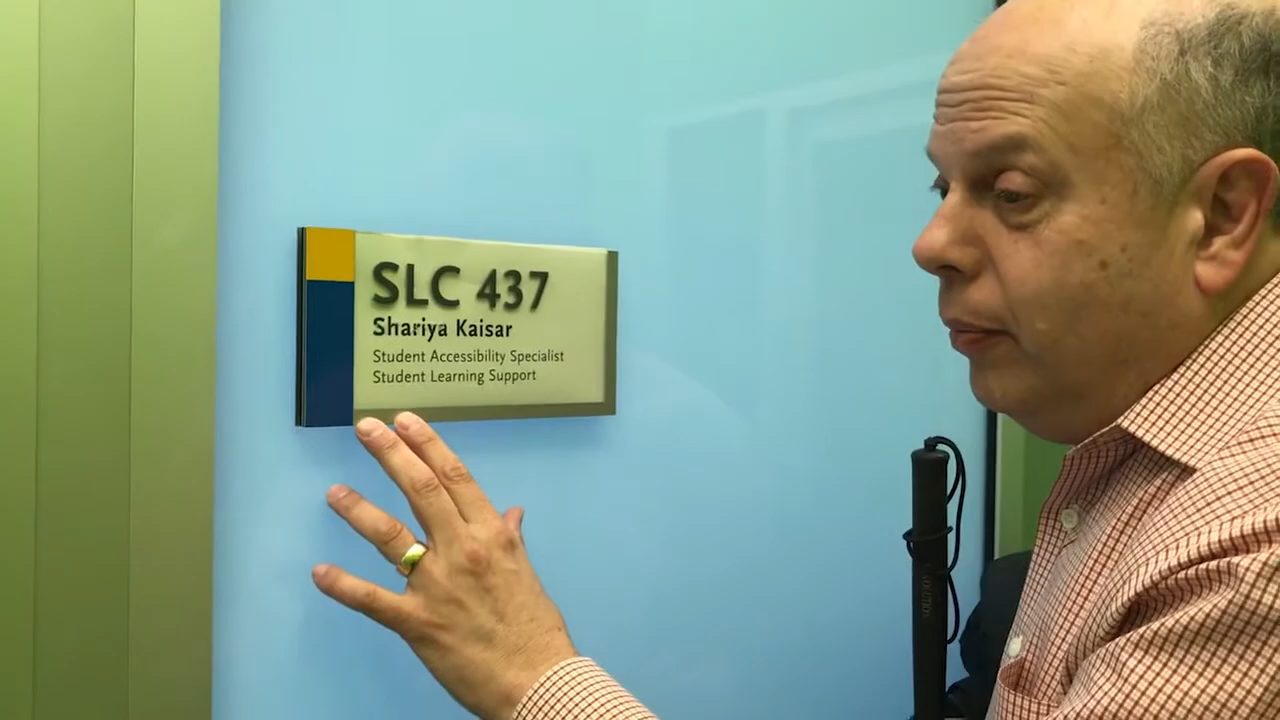 SLC 437
Shariya Kaisar
Student Accessibility Specialist
Student Learning Support